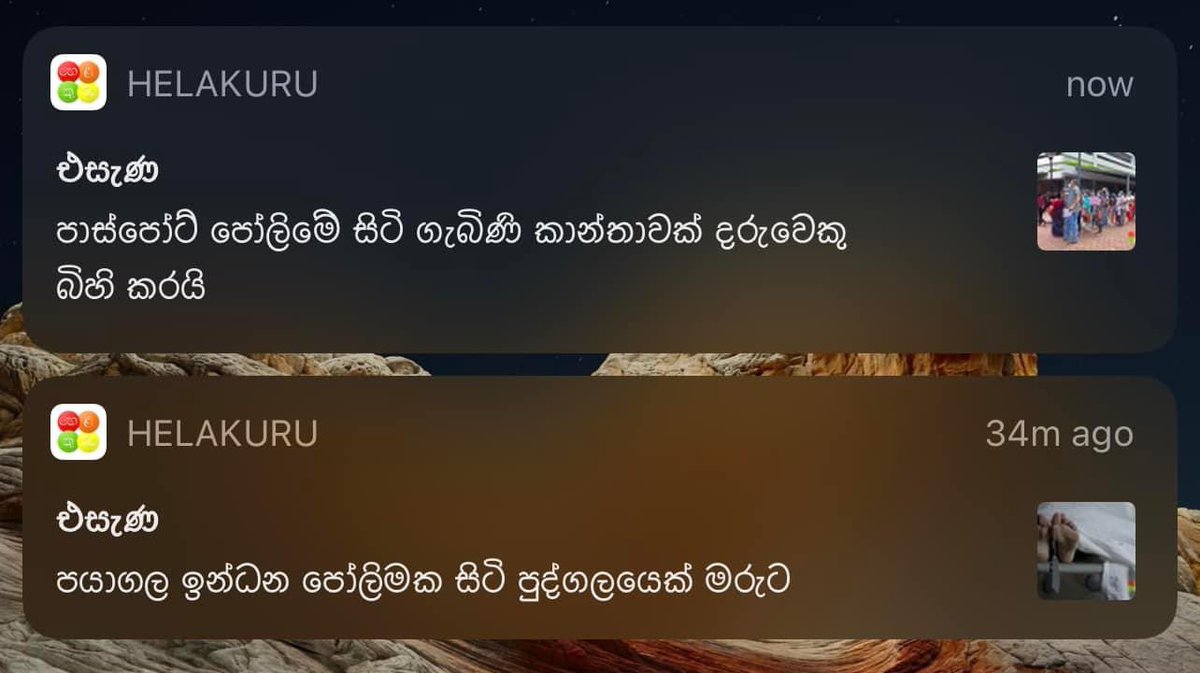 HELAKURU
now
එසැණ
පාස්පෝට් පෝලිමේ සිටි ගැබිණි කාන්තාවක් දරුවෙකු
බිහි කරයි
HELAKURU
34m ago
එසැණ
පයාගල ඉන්ධන පෝලිමක සිටි පුද්ගලයෙක් මරුට